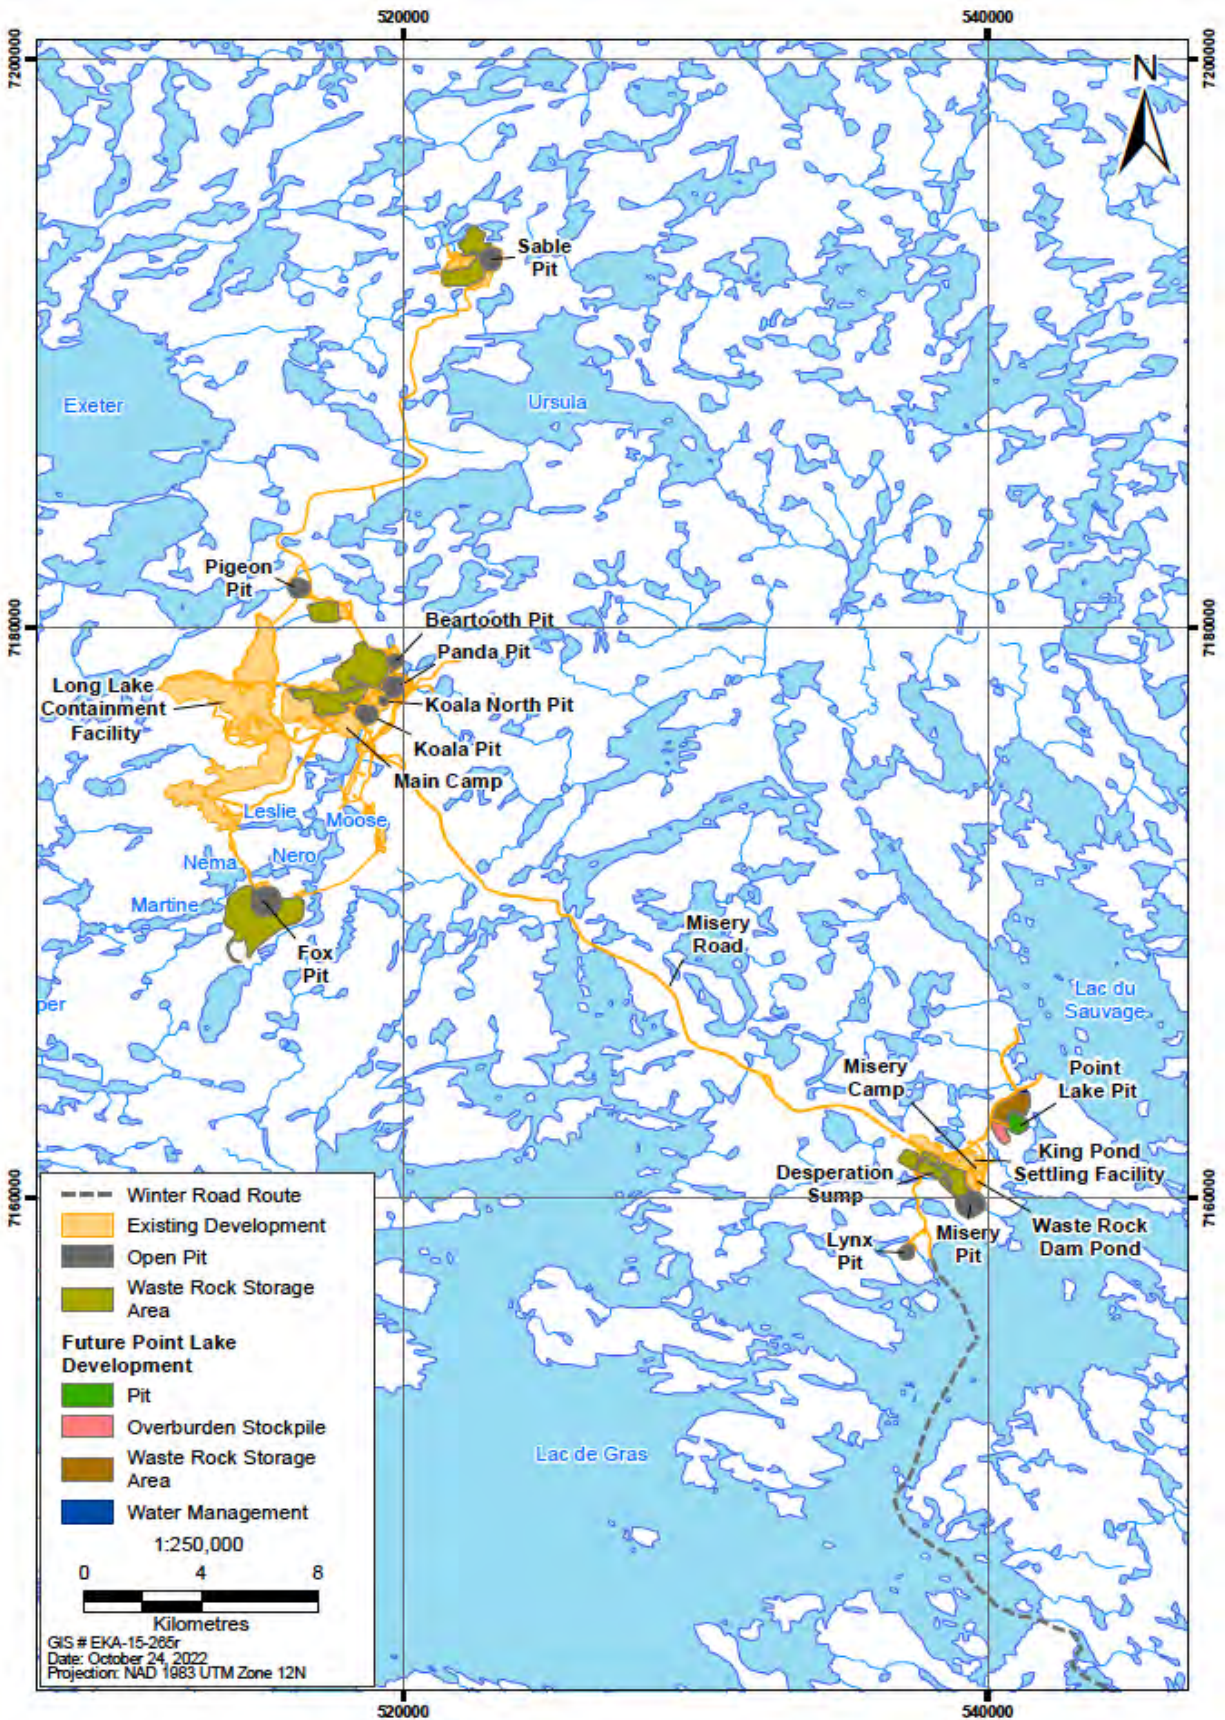 520000
540000
7200000
7200000
N
Sable
Pit
Exeter
Ursula
Pigeon
Pit
7180000
7180000
Beartooth Pit
Panda Pit
Long Lake
Containment
Facility
Koala North Pit
Koala Pit
Main Camp
Leslie
Moose
Nema
Nero
Martine
Misery
Road
Fox
Pit
per
Lac du
Sauvage
Misery
Camp
Point
Lake Pit
King Pond
Settling Facility
Desperation
Sump
7160000
7160000
Waste Rock
Dam Pond
Misery
Pit
Lynx
Pit
Lac de Gras
Winter Road Route
Existing Development
Open Pit
Waste Rock Storage
Area
Future Point Lake
Development
Pit
Overburden Stockpile
Waste Rock Storage
Area
Water Management
1:250,000
0 4 8
Kilometres
GIS # EKA-15-265r
Date: October 24, 2022
Projection: NAD 1983 UTM Zone 12N
520000
540000